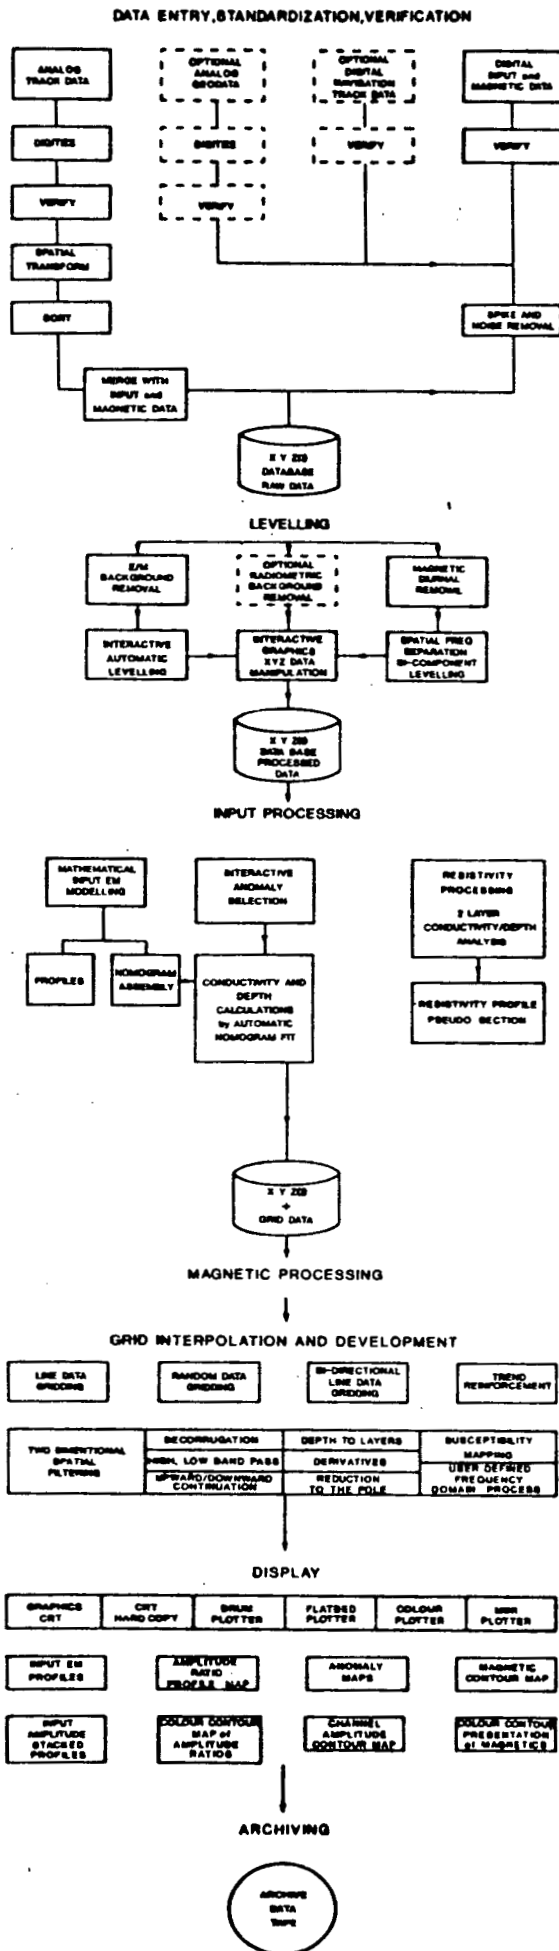 DATA ENTRY, STANDARDIZATION, VERIFICATION
ANALOG
TRACK DATA
OPTIONAL
ANALOG
GEODATA
OPTIONAL
DIGITAL
NAVIGATION
TRACK DATA
DIGITAL
INPUT and
MAGNETIC DATA
DIGITIES
DIGITIES
VERIFY
VERIFY
VERIFY
VERIFY
SPATIAL
TRANSFORM
SORT
SPIKE AND
NOISE REMOVAL
MERGE WITH
INPUT and
MAGNETIC DATA
X Y Z(I)
DATABASE
RAW DATA
LEVELLING
E/M
BACKGROUND
REMOVAL
OPTIONAL
RADIOMETRIC
BACKGROUND
REMOVAL
MAGNETIC
DIURNAL
REMOVAL
INTERACTIVE
AUTOMATIC
LEVELLING
INTERACTIVE
GRAPHICS
XYZ DATA
MANIPULATION
SPATIAL FREQ
SEPARATION
BI-COMPONENT
LEVELLING
X Y Z(I)
DATA BASE
PROCESSED
DATA
INPUT PROCESSING
MATHEMATICAL
INPUT EM
MODELLING
INTERACTIVE
ANOMALY
SELECTION
RESISTIVITY
PROCESSING
2 LAYER
CONDUCTIVITY/DEPTH
ANALYSIS
PROFILES
NOMOGRAM
ASSEMBLY
CONDUCTIVITY AND
DEPTH
CALCULATIONS
by AUTOMATIC
NOMOGRAM FIT
RESISTIVITY PROFILE
PSEUDO SECTION
X Y Z(I)
+
GRID DATA
MAGNETIC PROCESSING
GRID INTERPOLATION AND DEVELOPMENT
LINE DATA
GRIDDING
RANDOM DATA
GRIDDING
BI-DIRECTIONAL
LINE DATA
GRIDDING
TREND
REINFORCEMENT
TWO DIMENTIONAL
SPATIAL
FILTERING
DECORRUGATION
HIGH, LOW BAND PASS
UPWARD/DOWNWARD
CONTINUATION
DEPTH TO LAYERS
DERIVATIVES
REDUCTION
TO THE POLE
SUSCEPTIBILITY
MAPPING
USER DEFINED
FREQUENCY
DOMAIN PROCESS
DISPLAY
GRAPHICS
CRT
CRT
HARD COPY
DRUM
PLOTTER
FLATBED
PLOTTER
COLOUR
PLOTTER
PLOTTER
INPUT EM
PROFILES
AMPLITUDE
RATIO
PROFILE MAP
ANOMALY
MAPS
MAGNETIC
CONTOUR MAP
INPUT
AMPLITUDE
STACKED
PROFILES
COLOUR CONTOUR
MAP of
AMPLITUDE
RATIOS
CHANNEL
AMPLITUDE
CONTOUR MAP
COLOUR CONTOUR
PRESENTATION
of MAGNETICS
ARCHIVING
ARCHIVE
DATA
TAPE